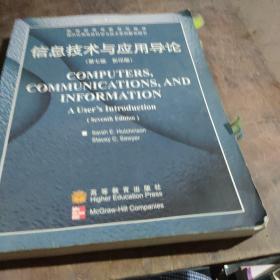 信息技术与应用导论
(第七版 影印版)
COMPUTERS,
COMMUNICATIONS, AND
INFORMATION
A User's Introduction
(Seventh Edition)
Sarah E. Hutchinson
Stacey C. Sawyer
高等教育出版社
Higher Education Press
McGraw-Hill Companies